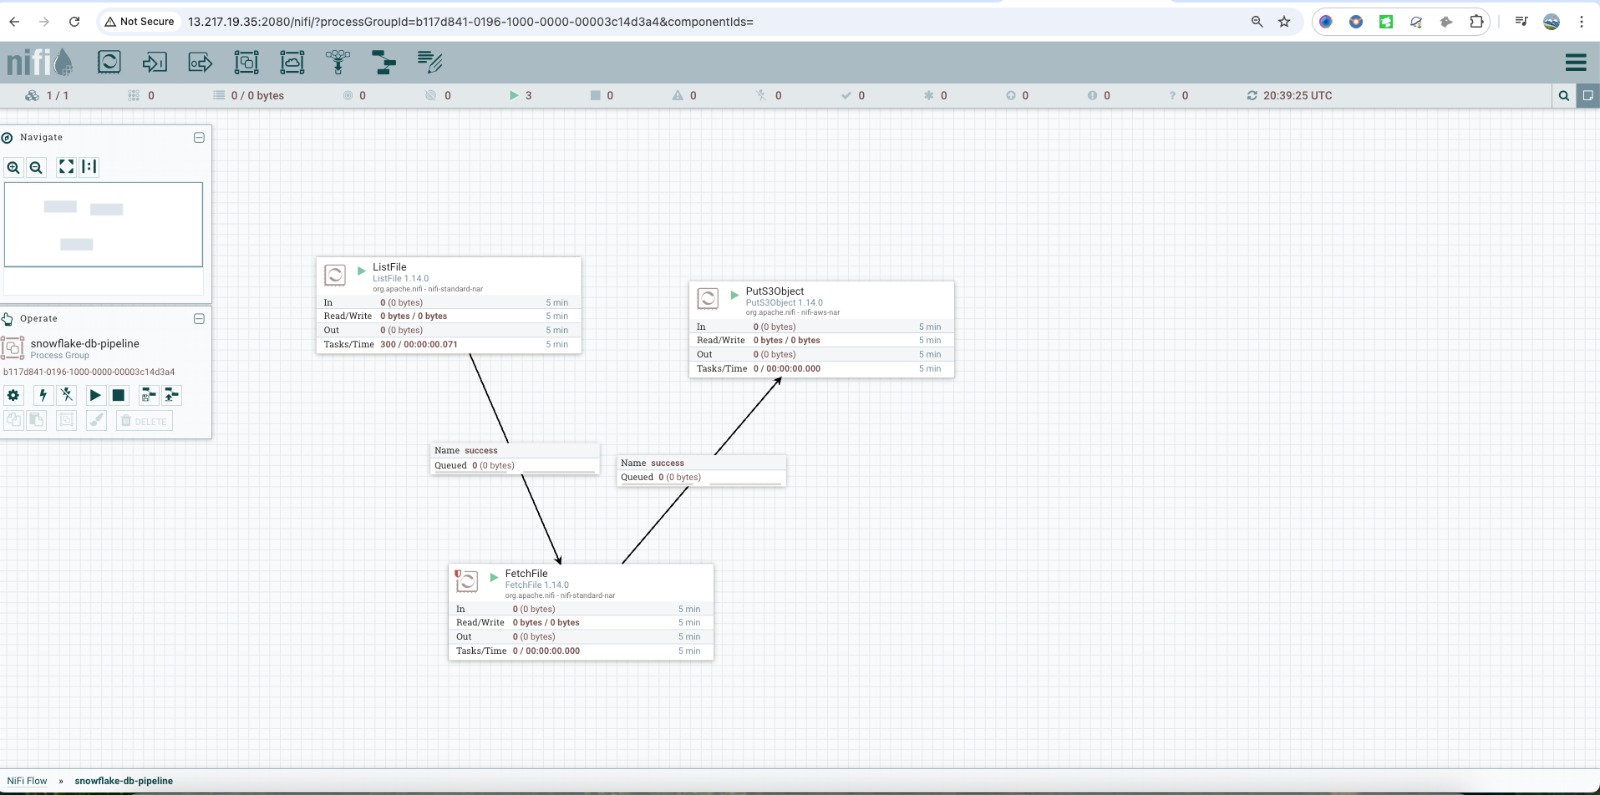 Not Secure 13.217.19.35:2080/nifi/?processGroupId=b117d841-0196-1000-0000-00003c14d3a4&componentIds=
nifi
1 / 1 0 0 / 0 bytes 0 0 3 0 0 0 0 0 0 0 ? 0 20:39:25 UTC
Navigate
Operate
snowflake-db-pipeline
Process Group
b117d841-0196-1000-0000-00003c14d3a4
DELETE
ListFile
ListFile 1.14.0
org.apache.nifi - nifi-standard-nar
In 0 (0 bytes) 5 min
Read/Write 0 bytes / 0 bytes 5 min
Out 0 (0 bytes) 5 min
Tasks/Time 300 / 00:00:00.071 5 min
PutS3Object
PutS3Object 1.14.0
org.apache.nifi - nifi-aws-nar
In 0 (0 bytes) 5 min
Read/Write 0 bytes / 0 bytes 5 min
Out 0 (0 bytes) 5 min
Tasks/Time 0 / 00:00:00.000 5 min
Name success
Queued 0 (0 bytes)
Name success
Queued 0 (0 bytes)
FetchFile
FetchFile 1.14.0
org.apache.nifi - nifi-standard-nar
In 0 (0 bytes) 5 min
Read/Write 0 bytes / 0 bytes 5 min
Out 0 (0 bytes) 5 min
Tasks/Time 0 / 00:00:00.000 5 min
NiFi Flow » snowflake-db-pipeline